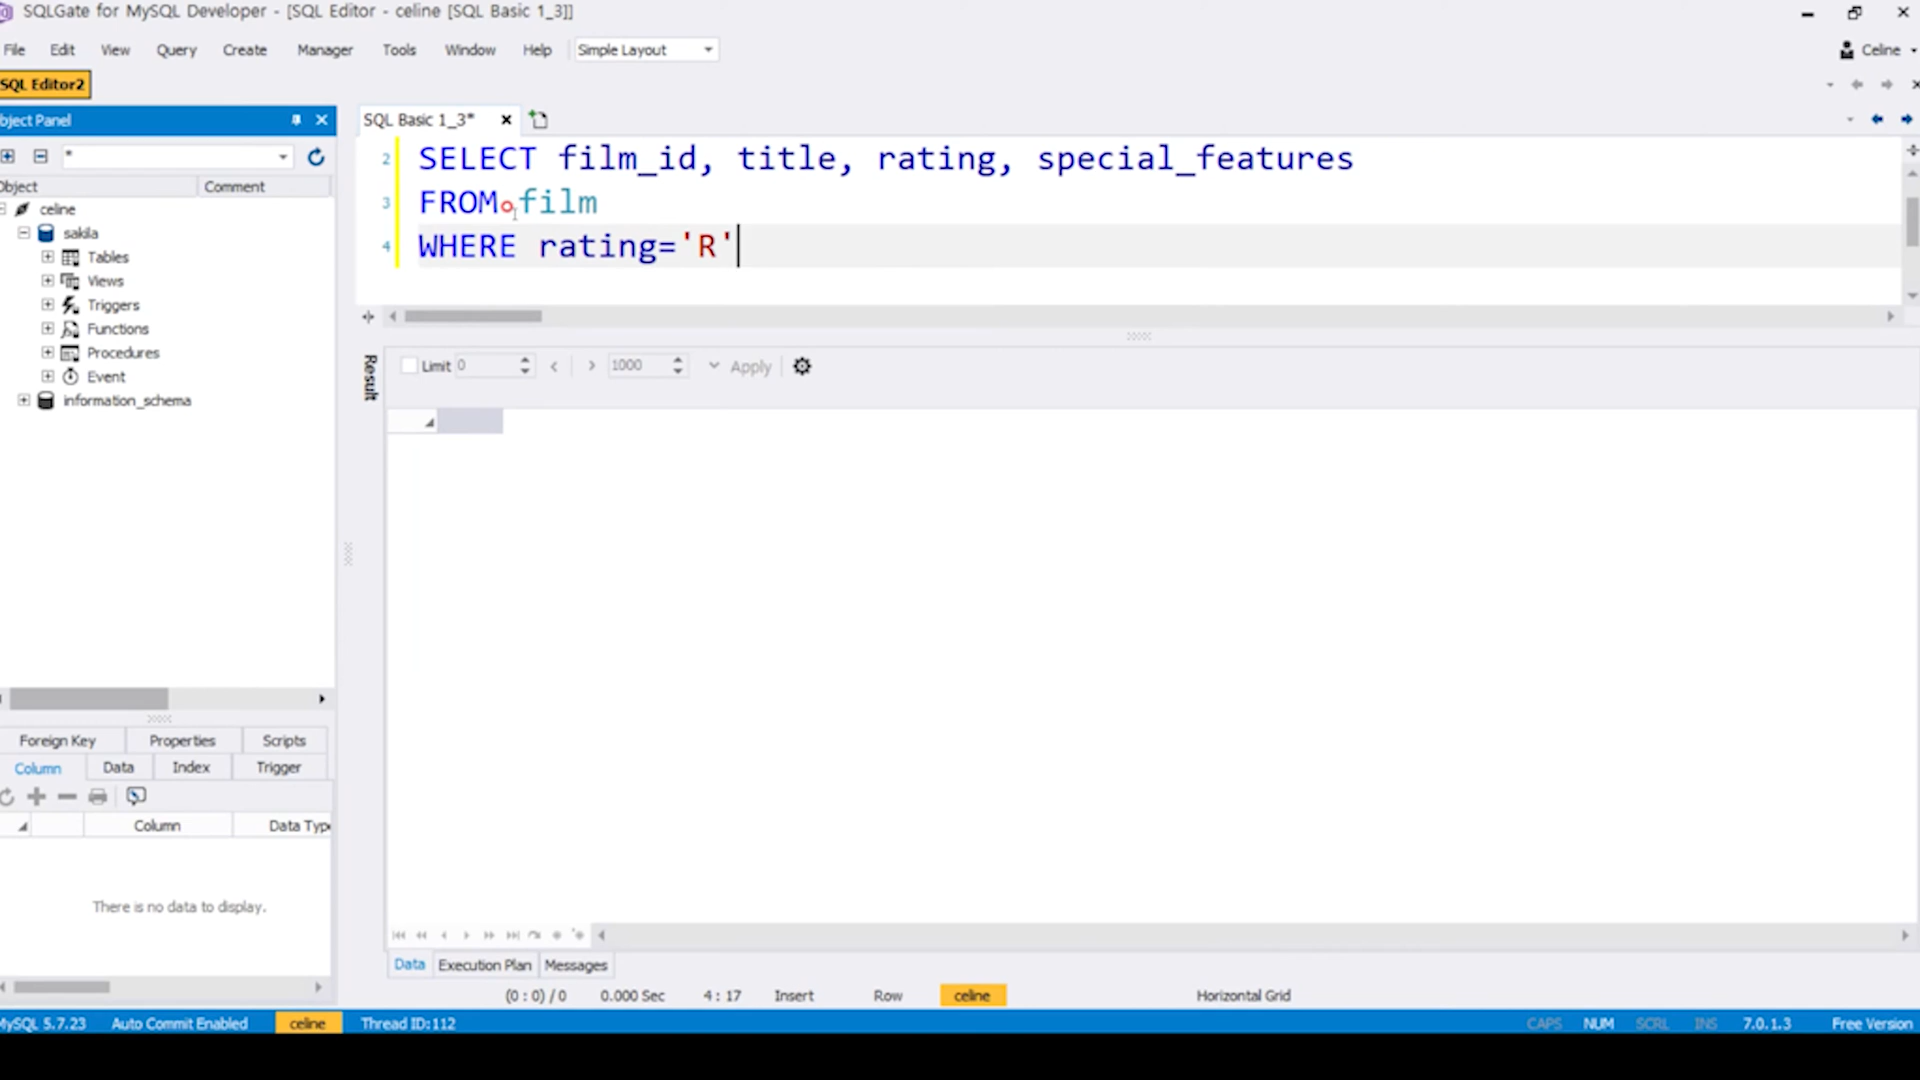 SQLGate for MySQL Developer - [SQL Editor - celine [SQL Basic 1_3]]
File Edit View Query Create Manager Tools Window Help Simple Layout Celine
SQL Editor2
bject Panel
SQL Basic 1_3*
*
Object Comment
celine
sakila
Tables
Views
Triggers
Functions
Procedures
Event
information_schema
2 SELECT film_id, title, rating, special_features
3 FROM film
4 WHERE rating='R'
Result
Limit 0 1000 Apply
Foreign Key Properties Scripts
Column Data Index Trigger
Column Data Typ
There is no data to display.
Data Execution Plan Messages
(0 : 0) / 0 0.000 Sec 4 : 17 Insert Row celine Horizontal Grid
MySQL 5.7.23 Auto Commit Enabled celine Thread ID:112 CAPS NUM SCRL INS 7.0.1.3 Free Version